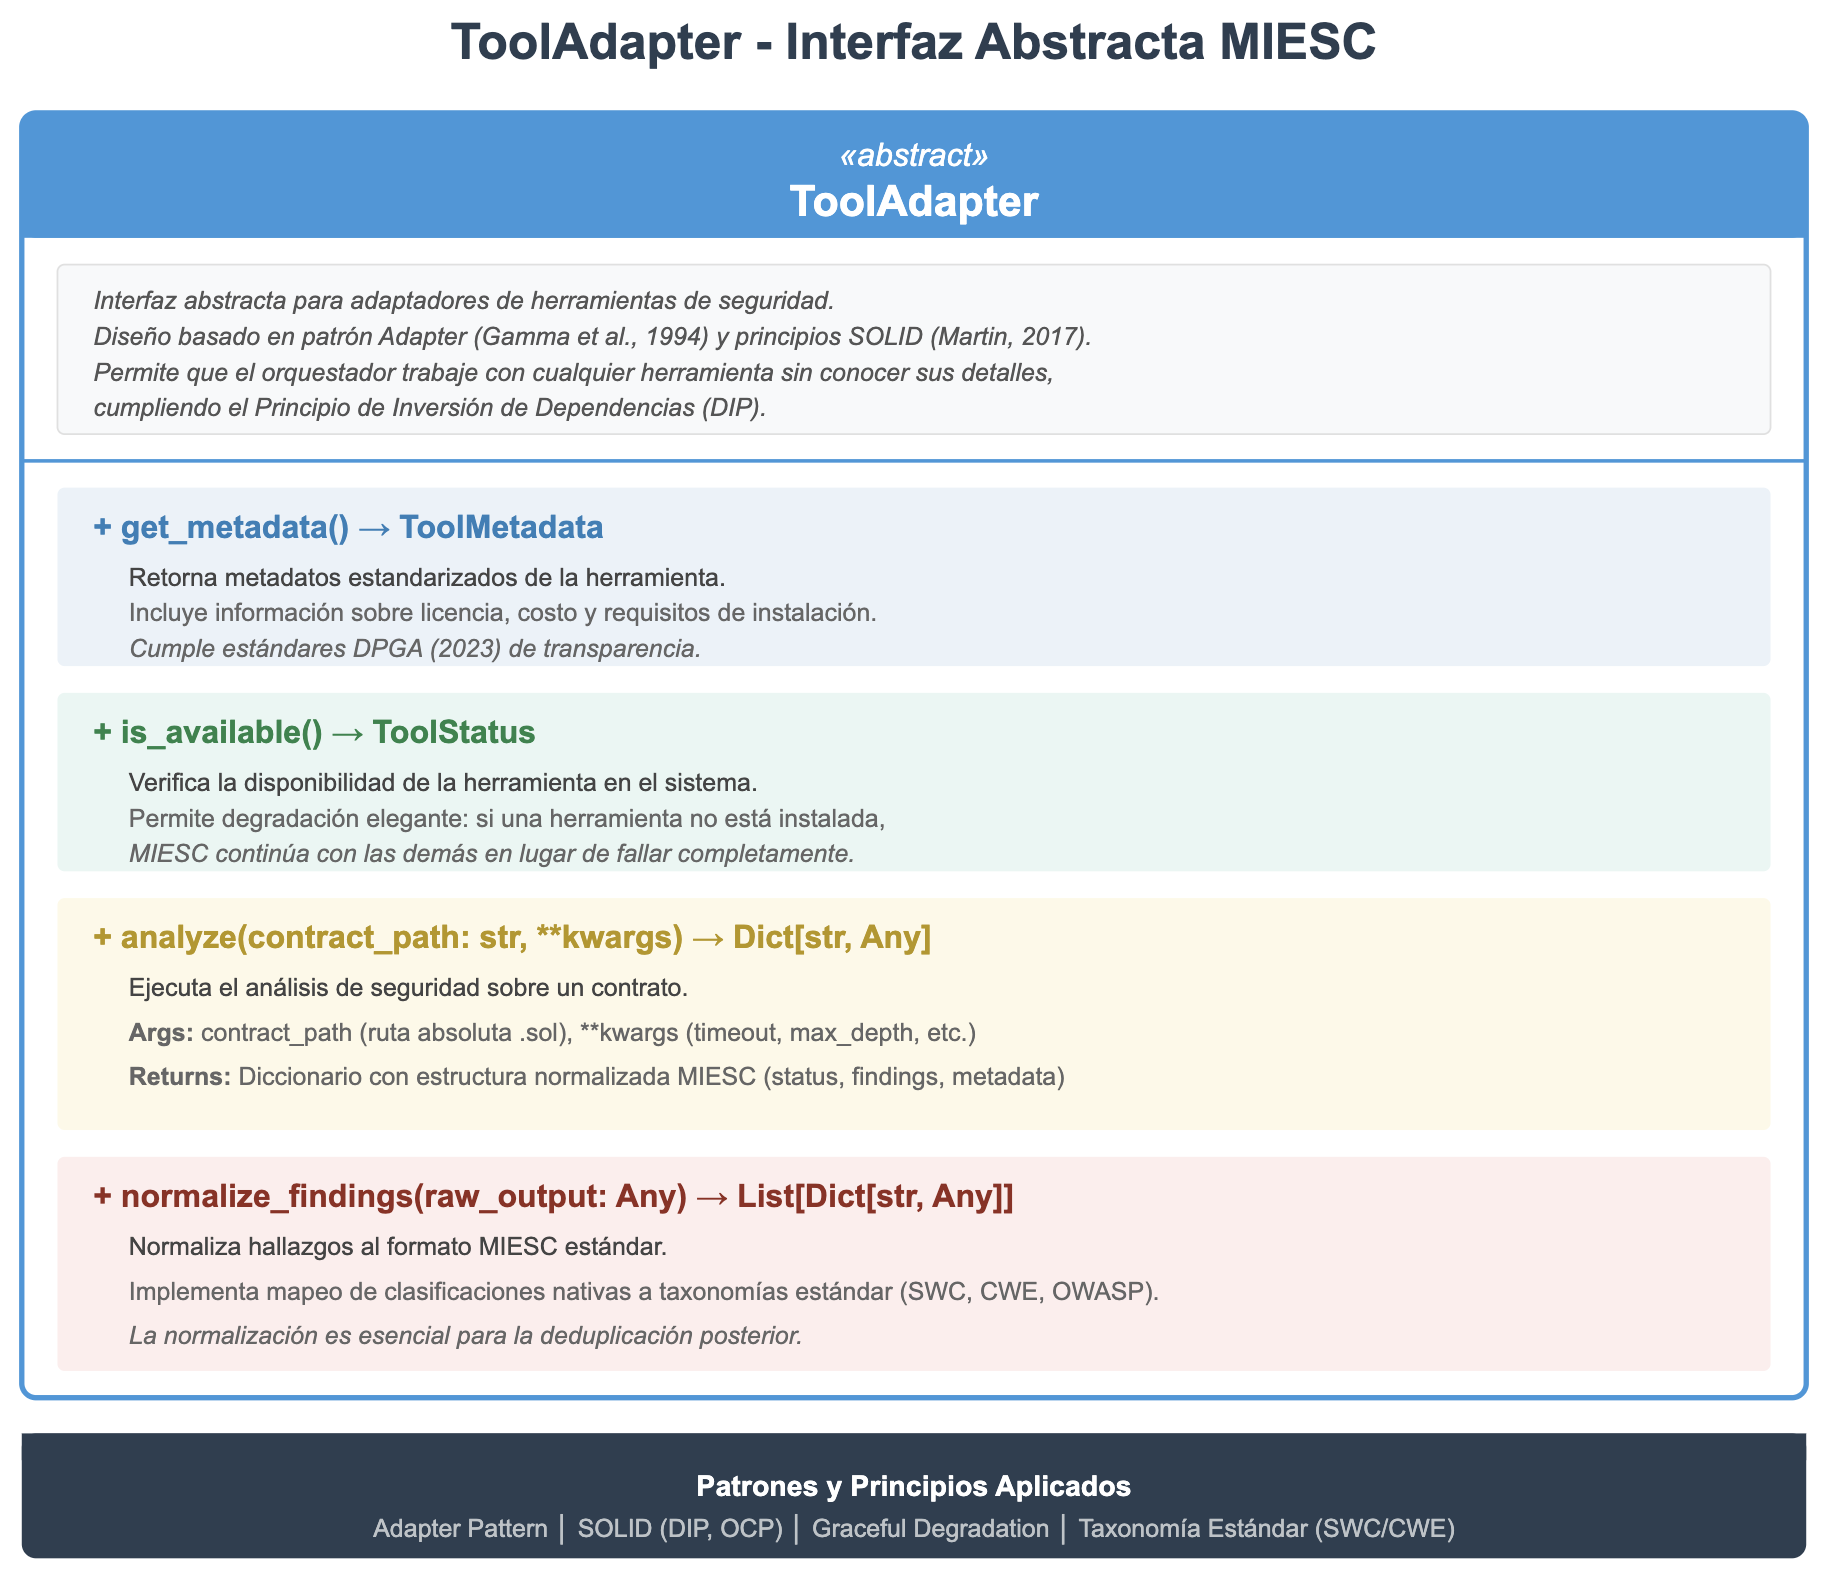 ToolAdapter - Interfaz Abstracta MIESC
«abstract»
ToolAdapter
Interfaz abstracta para adaptadores de herramientas de seguridad.
Diseño basado en patrón Adapter (Gamma et al., 1994) y principios SOLID (Martin, 2017).
Permite que el orquestador trabaje con cualquier herramienta sin conocer sus detalles,
cumpliendo el Principio de Inversión de Dependencias (DIP).
+ get_metadata() → ToolMetadata
Retorna metadatos estandarizados de la herramienta.
Incluye información sobre licencia, costo y requisitos de instalación.
Cumple estándares DPGA (2023) de transparencia.
+ is_available() → ToolStatus
Verifica la disponibilidad de la herramienta en el sistema.
Permite degradación elegante: si una herramienta no está instalada,
MIESC continúa con las demás en lugar de fallar completamente.
+ analyze(contract_path: str, **kwargs) → Dict[str, Any]
Ejecuta el análisis de seguridad sobre un contrato.
Args: contract_path (ruta absoluta .sol), **kwargs (timeout, max_depth, etc.)
Returns: Diccionario con estructura normalizada MIESC (status, findings, metadata)
+ normalize_findings(raw_output: Any) → List[Dict[str, Any]]
Normaliza hallazgos al formato MIESC estándar.
Implementa mapeo de clasificaciones nativas a taxonomías estándar (SWC, CWE, OWASP).
La normalización es esencial para la deduplicación posterior.
Patrones y Principios Aplicados
Adapter Pattern │ SOLID (DIP, OCP) │ Graceful Degradation │ Taxonomía Estándar (SWC/CWE)